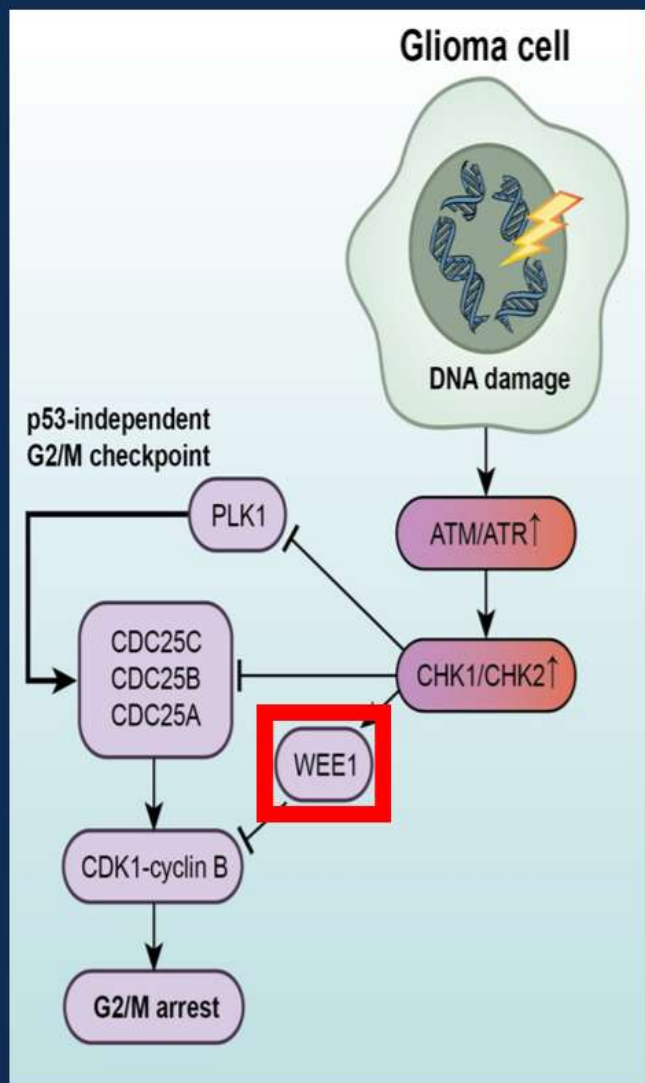 Glioma cell
DNA damage
p53-independent
G2/M checkpoint
PLK1
ATM/ATR↑
CDC25C
CDC25B
CDC25A
CHK1/CHK2↑
WEE1
CDK1-cyclin B
G2/M arrest